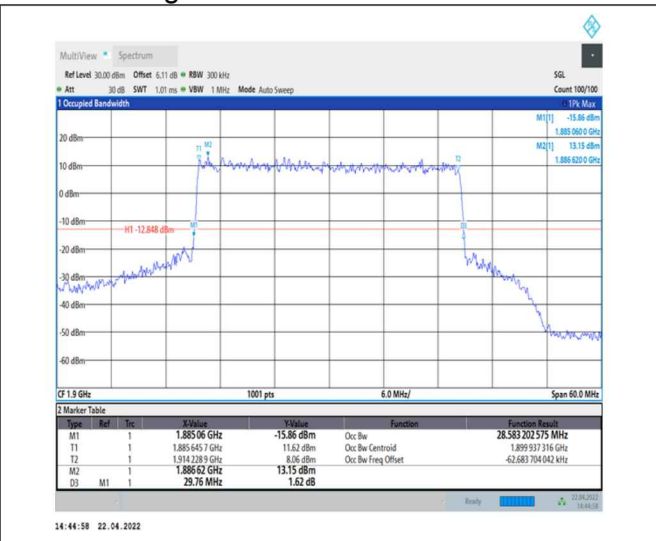 MultiView Spectrum
Ref Level 30.00 dBm Offset 6.11 dB RBW 300 kHz SGL
Att 30 dB SWT 1.01 ms VBW 1 MHz Mode Auto Sweep Count 100/100
1 Occupied Bandwidth 1Pk Max
M1[1] -15.86 dBm
1.885 060 0 GHz
M2[1] 13.15 dBm
1.886 620 0 GHz
20 dBm
T1 M2 T2
10 dBm
0 dBm
-10 dBm
H1 -12.848 dBm M1 D3
-20 dBm
-30 dBm
-40 dBm
-50 dBm
-60 dBm
CF 1.9 GHz 1001 pts 6.0 MHz/ Span 60.0 MHz
2 Marker Table
Type Ref Trc X-Value Y-Value Function Function Result
M1 1 1.885 06 GHz -15.86 dBm Occ Bw 28.583 202 575 MHz
T1 1 1.885 645 7 GHz 11.62 dBm Occ Bw Centroid 1.899 937 316 GHz
T2 1 1.914 228 9 GHz 8.06 dBm Occ Bw Freq Offset -62.683 704 042 kHz
M2 1 1.886 62 GHz 13.15 dBm
D3 M1 1 29.76 MHz 1.62 dB
Ready 22.04.2022
14:44:58
14:44:58 22.04.2022